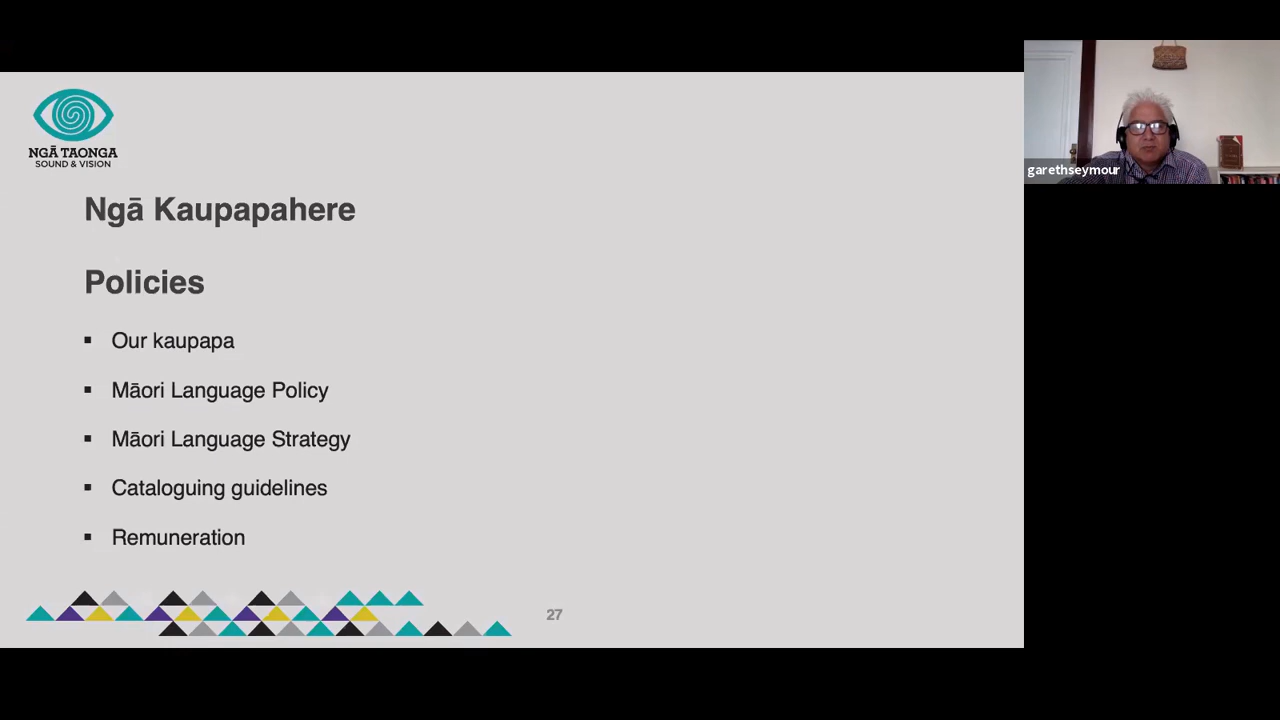 NGĀ TAONGA
SOUND & VISION
Ngā Kaupapahere
Policies
▪ Our kaupapa
▪ Māori Language Policy
▪ Māori Language Strategy
▪ Cataloguing guidelines
▪ Remuneration
27
garethseymour